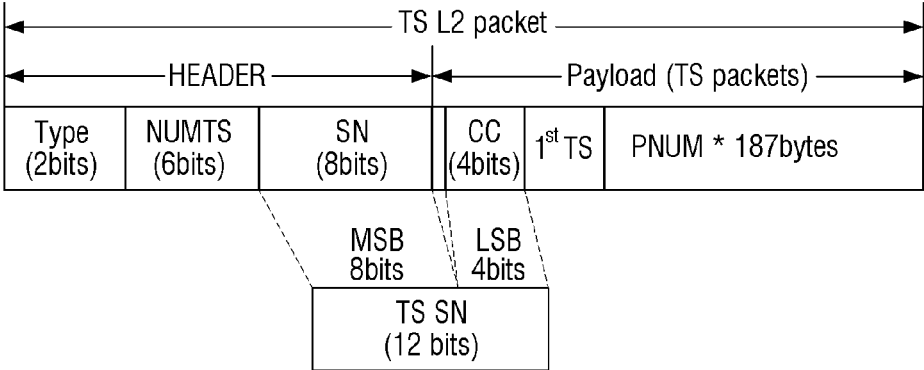 TS L2 packet
HEADER
Payload (TS packets)
Type
(2bits)
NUMTS
(6bits)
SN
(8bits)
CC
(4bits)
1st TS
PNUM * 187bytes
MSB
8bits
LSB
4bits
TS SN
(12 bits)